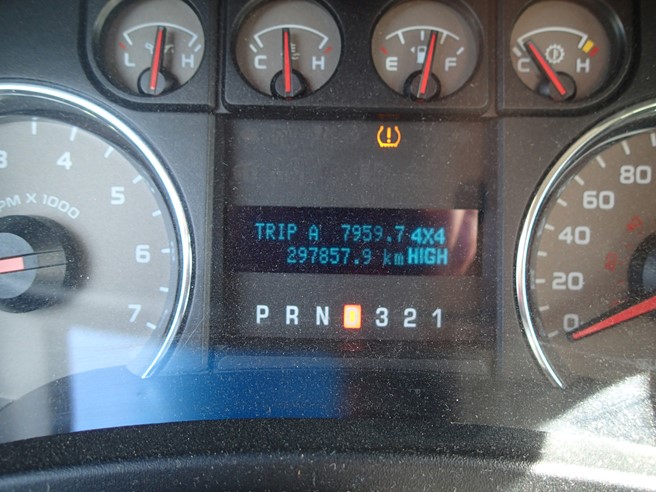 L H
C H
E F
C H
3 4 5 6 7
PM X 1000
TRIP A 7959.7 4X4
297857.9 km HIGH
P R N D 3 2 1
0 20 40 60 80